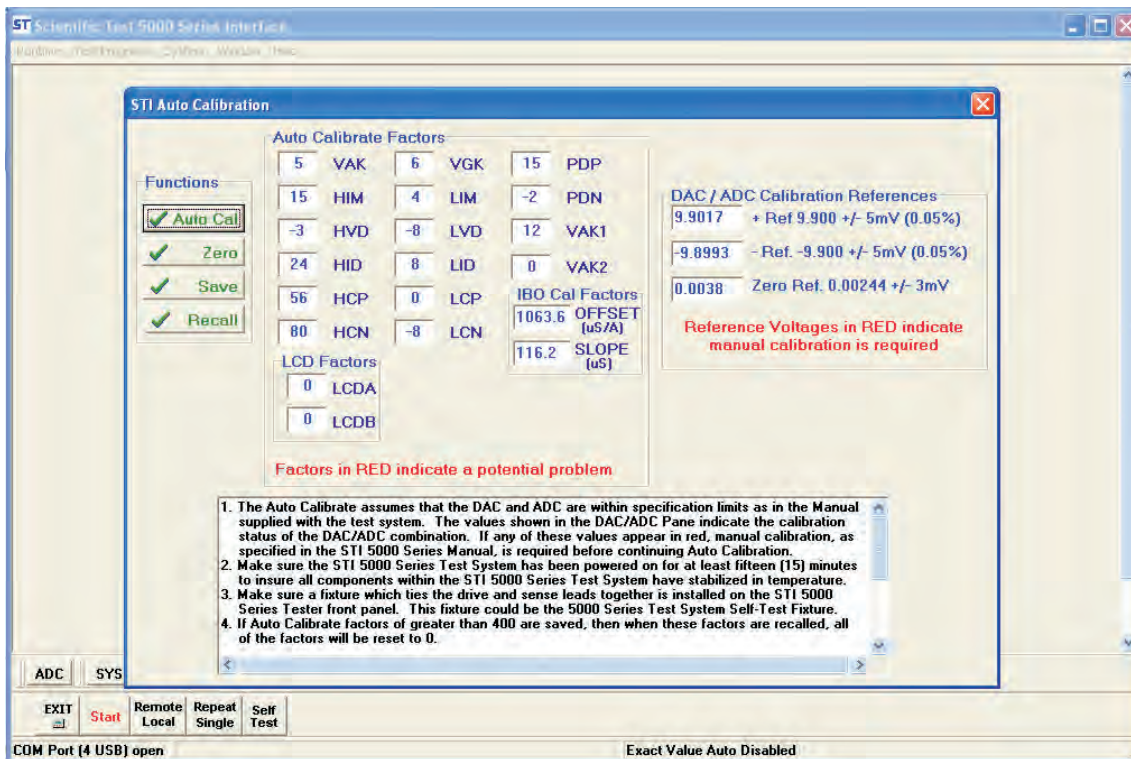 ST Scientific Test 5000 Series Interface
Window Help
STI Auto Calibration
Functions
Auto Cal
Zero
Save
Recall
Auto Calibrate Factors
5 VAK 6 VGK 15 PDP
15 HIM 4 LIM -2 PDN
-3 HVD -8 LVD 12 VAK1
24 HID 8 LID 0 VAK2
56 HCP 0 LCP
80 HCN -8 LCN
IBO Cal Factors
1063.6 OFFSET
(uS/A)
116.2 SLOPE
(uS)
LCD Factors
0 LCDA
0 LCDB
Factors in RED indicate a potential problem
DAC / ADC Calibration References
9.9017 + Ref 9.900 +/- 5mV (0.05%)
-9.8993 - Ref. -9.900 +/- 5mV (0.05%)
0.0038 Zero Ref. 0.00244 +/- 3mV
Reference Voltages in RED indicate
manual calibration is required
1. The Auto Calibrate assumes that the DAC and ADC are within specification limits as in the Manual
supplied with the test system. The values shown in the DAC/ADC Pane indicate the calibration
status of the DAC/ADC combination. If any of these values appear in red, manual calibration, as
specified in the STI 5000 Series Manual, is required before continuing Auto Calibration.
2. Make sure the STI 5000 Series Test System has been powered on for at least fifteen (15) minutes
to insure all components within the STI 5000 Series Test System have stabilized in temperature.
3. Make sure a fixture which ties the drive and sense leads together is installed on the STI 5000
Series Tester front panel. This fixture could be the 5000 Series Test System Self-Test Fixture.
4. If Auto Calibrate factors of greater than 400 are saved, then when these factors are recalled, all
of the factors will be reset to 0.
ADC SYS
EXIT
Start
Remote
Local
Repeat
Single
Self
Test
COM Port (4 USB) open
Exact Value Auto Disabled